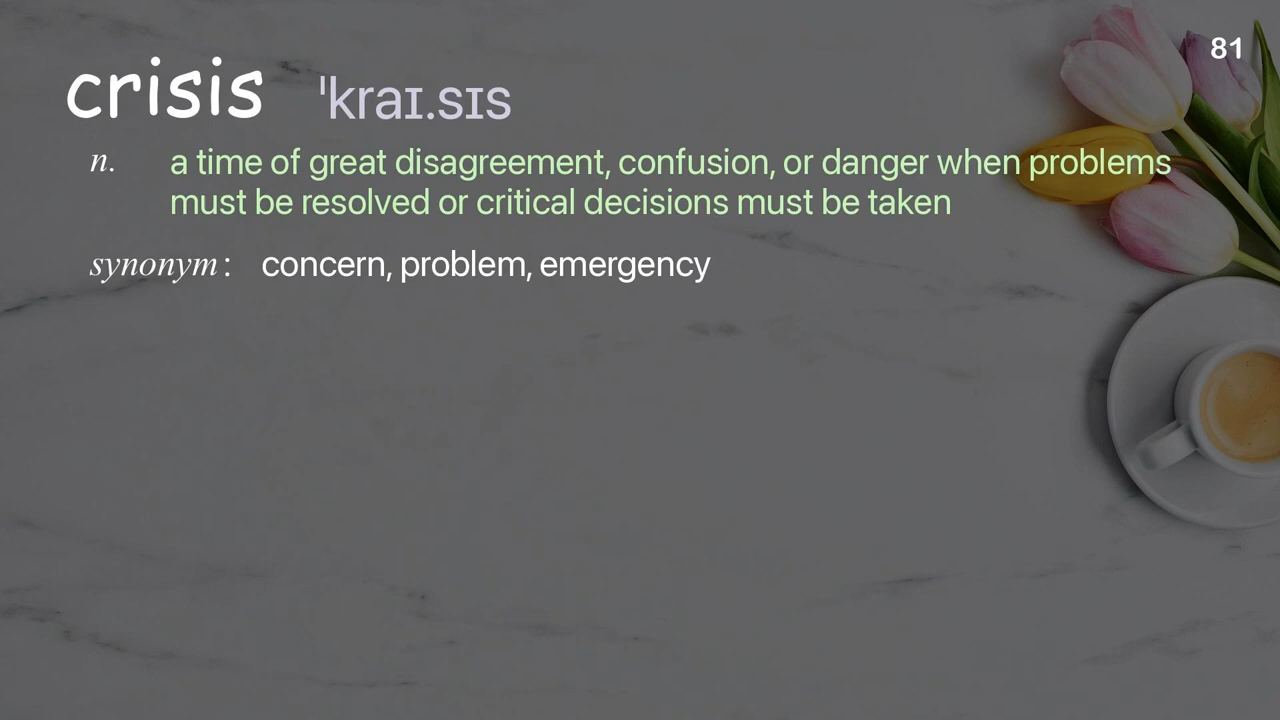 81
crisis ˈkraɪ.sɪs
n. a time of great disagreement, confusion, or danger when problems
must be resolved or critical decisions must be taken
synonym : concern, problem, emergency